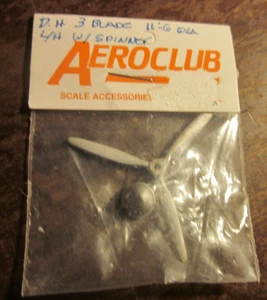 D.H 3 BLADE 11'-6 DIA
L/H W/ SPINNER
AEROCLUB
SCALE ACCESSORIES